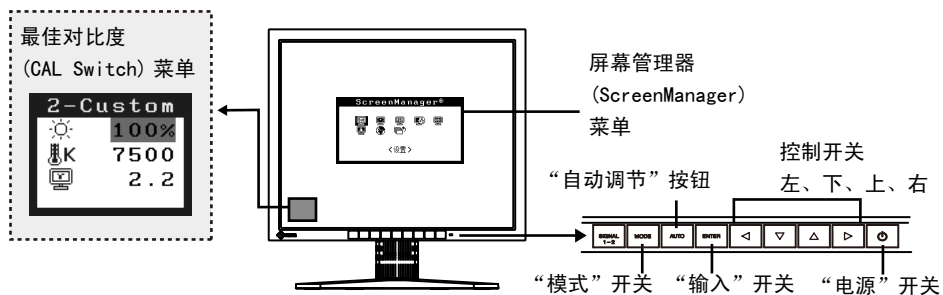 最佳对比度
(CAL Switch) 菜单
2-Custom
100%
K 7500
2.2
ScreenManager®
<设置>
屏幕管理器
(ScreenManager)
菜单
控制开关
左、下、上、右
“自动调节”按钮
SIGNAL
1-2
MODE
AUTO
ENTER
“模式”开关
“输入”开关
“电源”开关